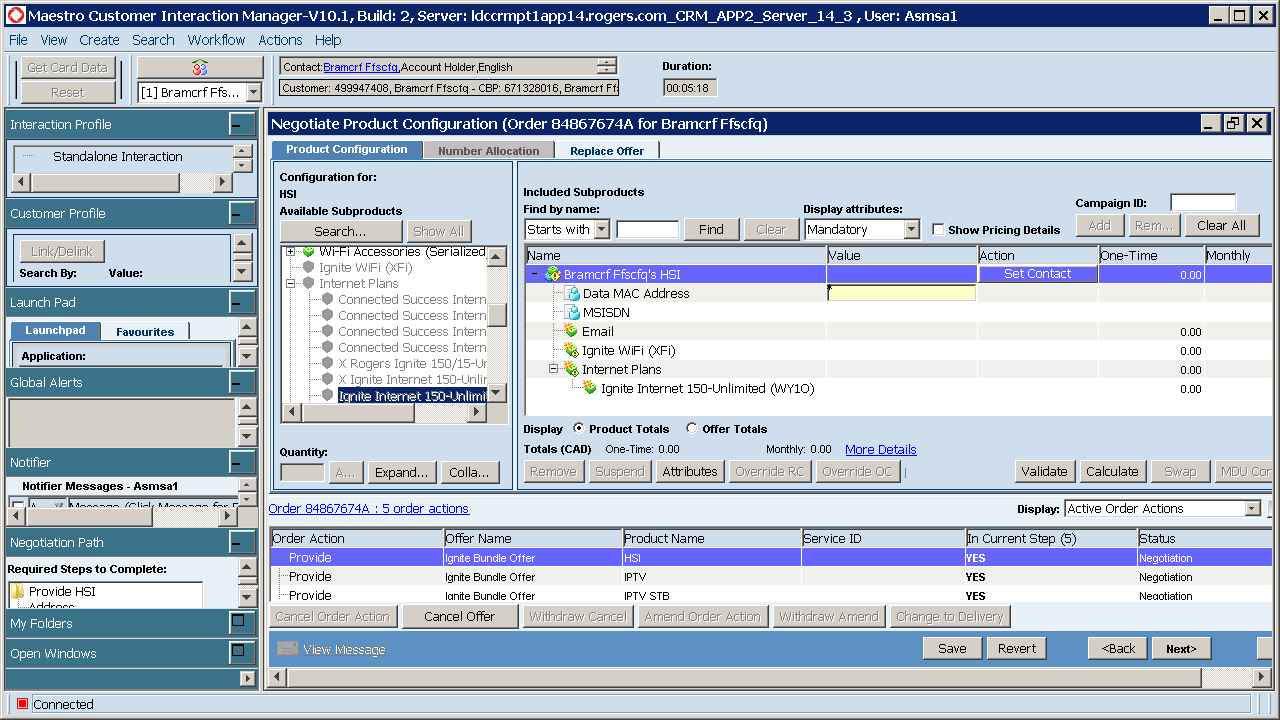 Maestro Customer Interaction Manager-V10.1, Build: 2, Server: ldccrmpt1app14.rogers.com_CRM_APP2_Server_14_3 , User: Asmsa1
File View Create Search Workflow Actions Help
Get Card Data
Reset
[1] Bramcrf Ffs...
Contact:Bramcrf Ffscfq,Account Holder,English
Customer: 499947408, Bramcrf Ffscfq - CBP: 671328016, Bramcrf Ff
Duration:
00:05:18
Interaction Profile
Standalone Interaction
Customer Profile
Link/Delink
Search By: Value:
Launch Pad
Launchpad Favourites
Application:
Global Alerts
Notifier
Notifier Messages - Asmsa1
Negotiation Path
Required Steps to Complete:
Provide HSI
Address
My Folders
Open Windows
Negotiate Product Configuration (Order 84867674A for Bramcrf Ffscfq)
Product Configuration Number Allocation Replace Offer
Configuration for:
HSI
Available Subproducts
Search... Show All
Wi-Fi Accessories (Serialized
Ignite WiFi (XFi)
Internet Plans
Connected Success Intern
Connected Success Intern
Connected Success Intern
Connected Success Intern
X Rogers Ignite 150/15-Ur
X Ignite Internet 150-Unlir
Ignite Internet 150-Unlimi
Quantity:
A... Expand... Colla...
Included Subproducts
Find by name: Display attributes: Campaign ID:
Starts with Find Clear Mandatory Show Pricing Details Add Rem... Clear All
Name Value Action One-Time Monthly
Bramcrf Ffscfq's HSI Set Contact 0.00
Data MAC Address
MSISDN
Email 0.00
Ignite WiFi (XFi) 0.00
Internet Plans 0.00
Ignite Internet 150-Unlimited (WY1O) 0.00
Display Product Totals Offer Totals
Totals (CAD) One-Time: 0.00 Monthly: 0.00 More Details
Remove Suspend Attributes Override RC Override OC Validate Calculate Swap MDU Cor
Order 84867674A : 5 order actions
Display: Active Order Actions
Order Action Offer Name Product Name Service ID In Current Step (5) Status
Provide Ignite Bundle Offer HSI YES Negotiation
Provide Ignite Bundle Offer IPTV YES Negotiation
Provide Ignite Bundle Offer IPTV STB YES Negotiation
Cancel Order Action Cancel Offer Withdraw Cancel Amend Order Action Withdraw Amend Change to Delivery
View Message
Save Revert <Back Next>
Connected